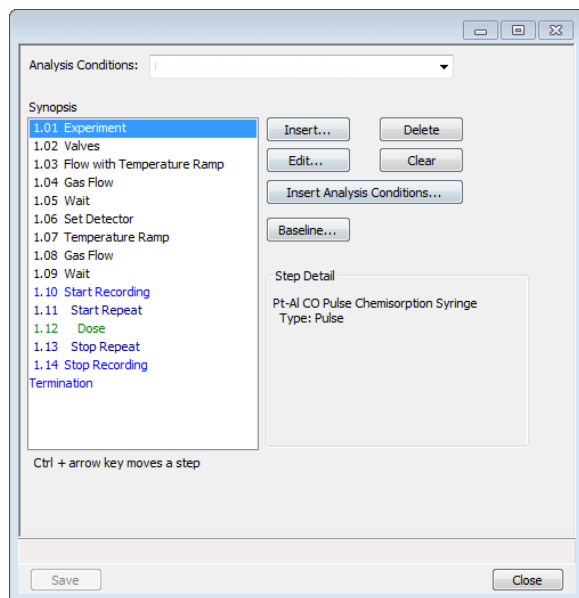 Analysis Conditions:
Synopsis
1.01 Experiment
1.02 Valves
1.03 Flow with Temperature Ramp
1.04 Gas Flow
1.05 Wait
1.06 Set Detector
1.07 Temperature Ramp
1.08 Gas Flow
1.09 Wait
1.10 Start Recording
1.11 Start Repeat
1.12 Dose
1.13 Stop Repeat
1.14 Stop Recording
Termination
Ctrl + arrow key moves a step
Insert...
Delete
Edit...
Clear
Insert Analysis Conditions...
Baseline...
Step Detail
Pt-Al CO Pulse Chemisorption Syringe
Type: Pulse
Save
Close